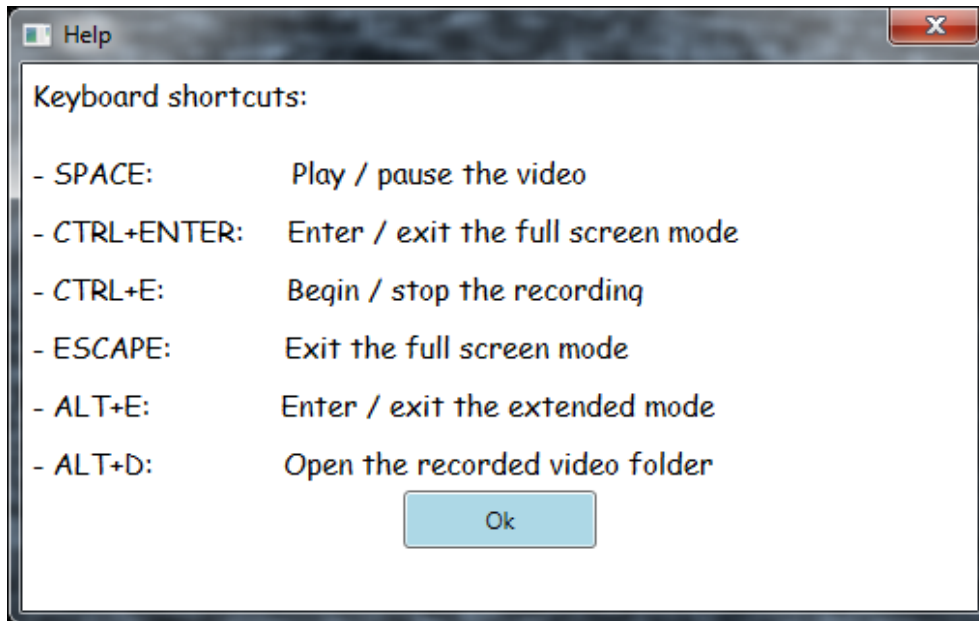 Help
Keyboard shortcuts:
- SPACE: Play / pause the video
- CTRL+ENTER: Enter / exit the full screen mode
- CTRL+E: Begin / stop the recording
- ESCAPE: Exit the full screen mode
- ALT+E: Enter / exit the extended mode
- ALT+D: Open the recorded video folder
Ok